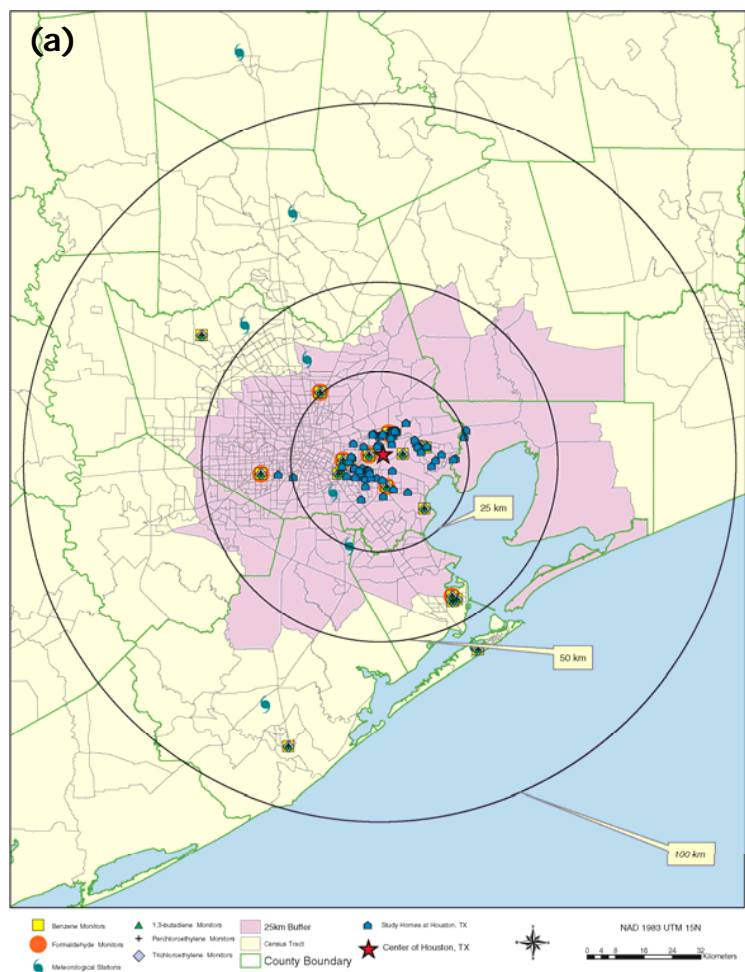 (a)
25 km
50 km
100 km
Benzene Monitors
Formaldehyde Monitors
Meteorological Stations
1,3-butadiene Monitors
Perchloroethylene Monitors
Trichloroethylene Monitors
25km Buffer
Census Tract
County Boundary
Study Homes at Houston, TX
Center of Houston, TX
NAD 1983 UTM 15N
0 4 8 16 24 32
Kilometers